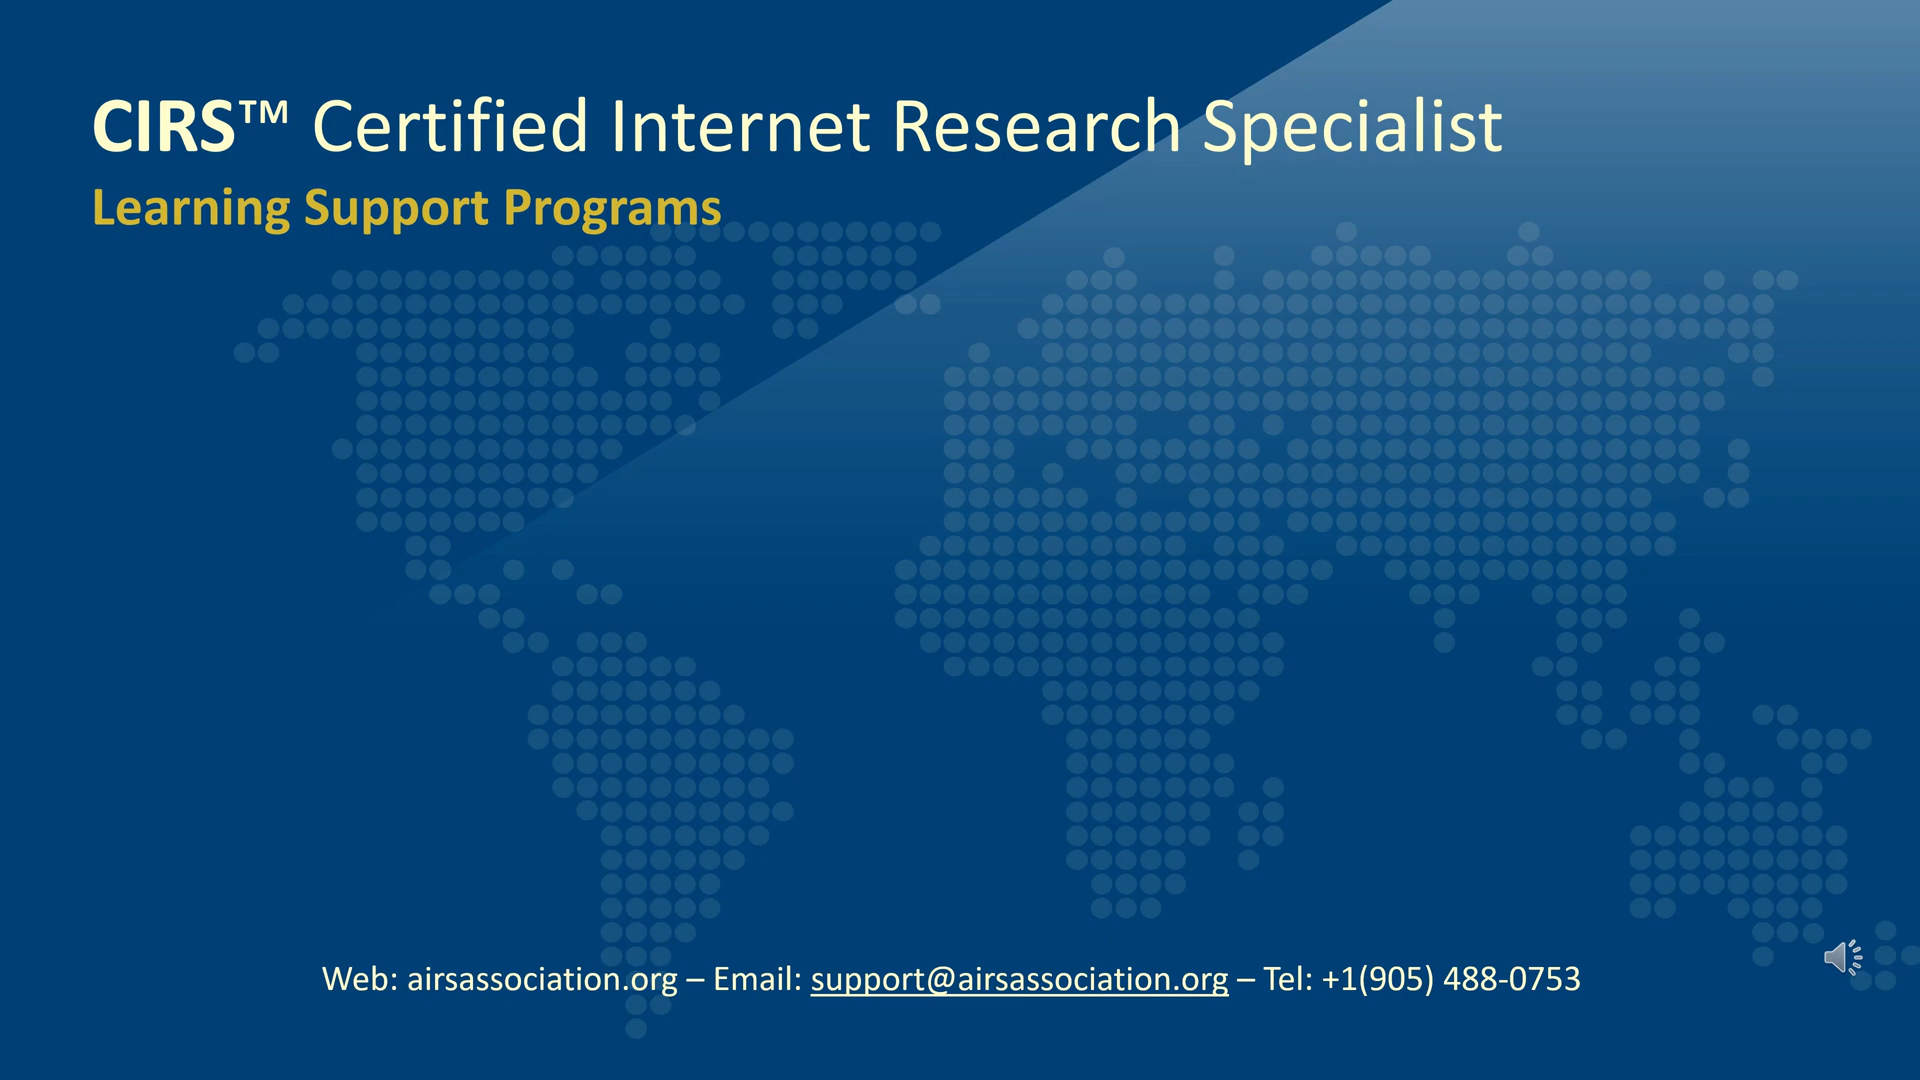 CIRS™ Certified Internet Research Specialist
Learning Support Programs
Web: airsassociation.org – Email: support@airsassociation.org – Tel: +1(905) 488-0753